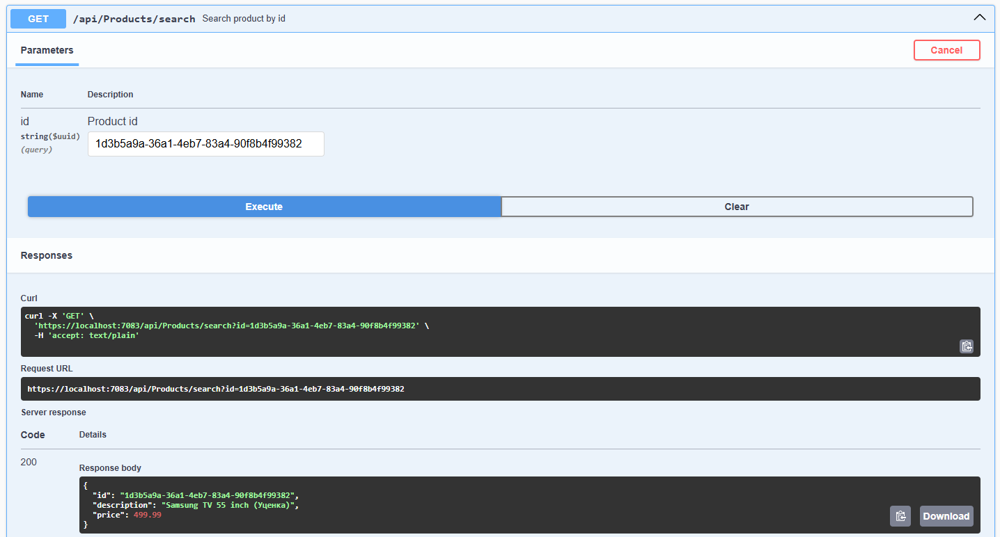 GET /api/Products/search Search product by id
Parameters Cancel
Name Description
id Product id
string($uuid) 1d3b5a9a-36a1-4eb7-83a4-90f8b4f99382
(query)
Execute Clear
Responses
Curl
curl -X 'GET' \
'https://localhost:7083/api/Products/search?id=1d3b5a9a-36a1-4eb7-83a4-90f8b4f99382' \
-H 'accept: text/plain'
Request URL
https://localhost:7083/api/Products/search?id=1d3b5a9a-36a1-4eb7-83a4-90f8b4f99382
Server response
Code Details
200
Response body
{
"id": "1d3b5a9a-36a1-4eb7-83a4-90f8b4f99382",
"description": "Samsung TV 55 inch (Уценка)",
"price": 499.99
}
Download